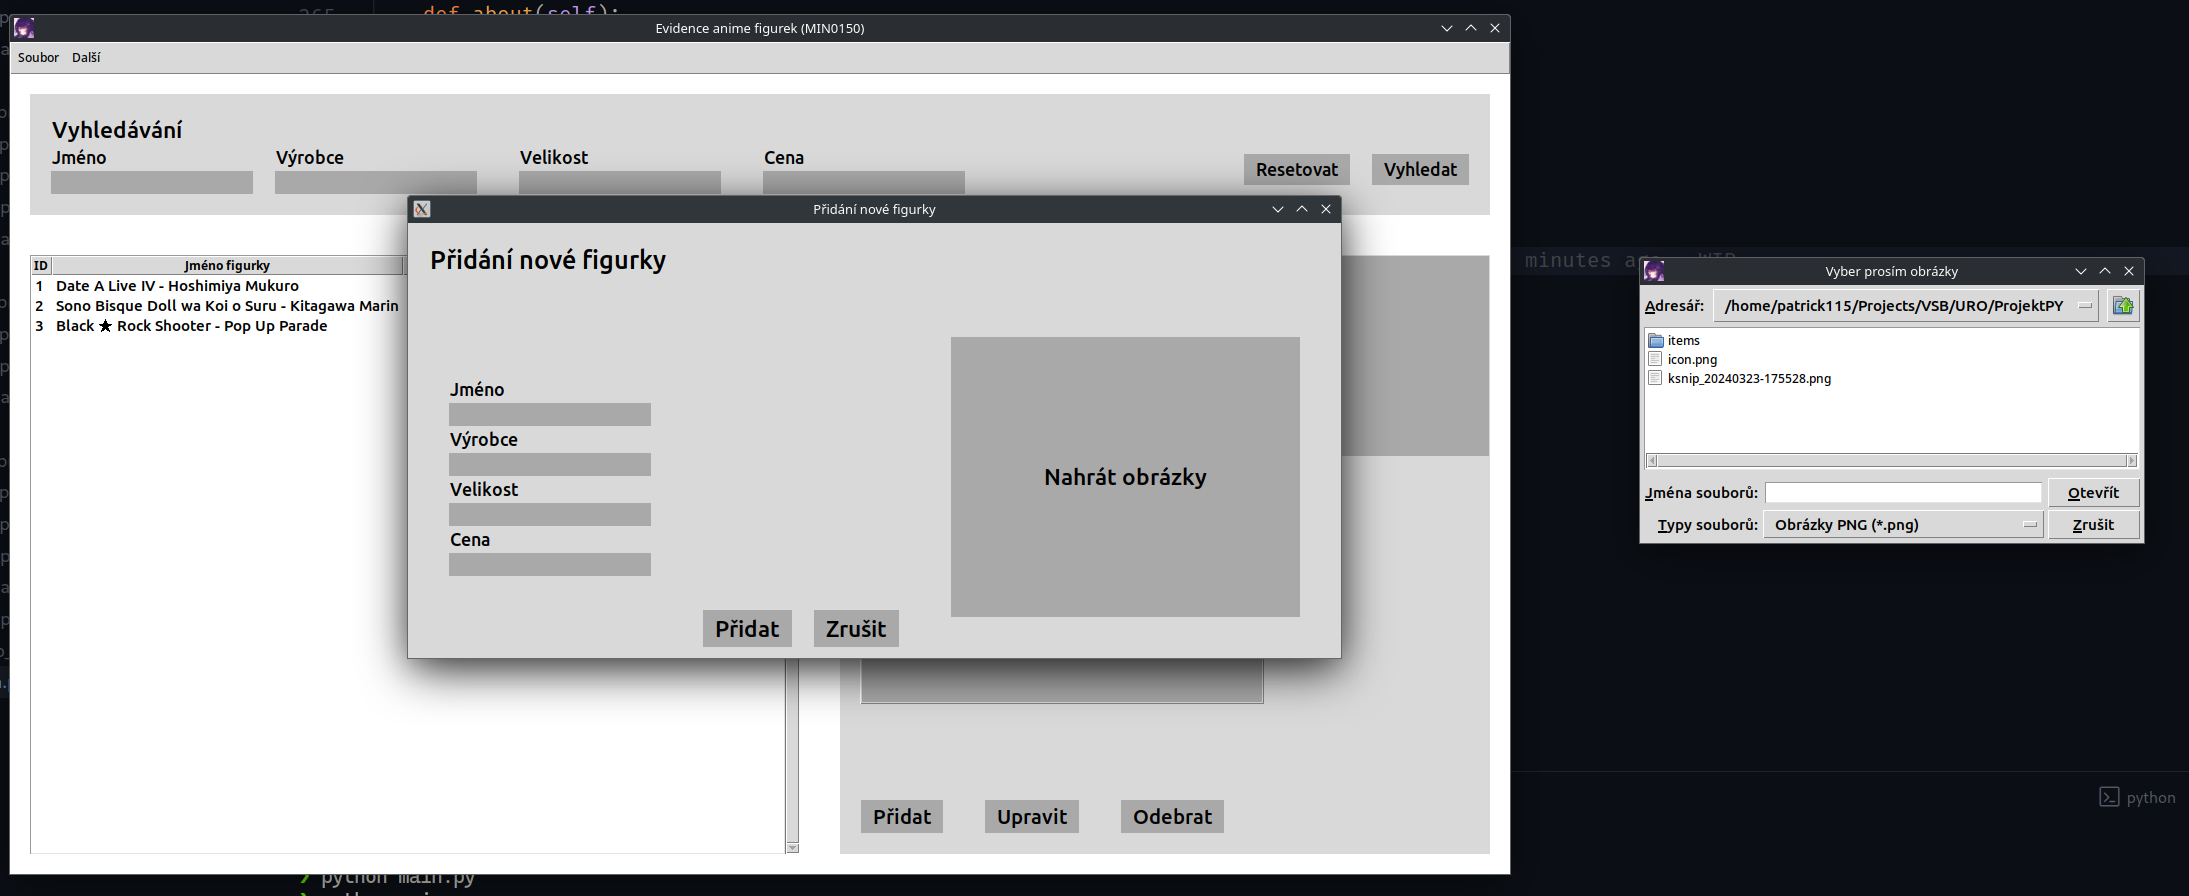 def about(self):
Evidence anime figurek (MIN0150)
Soubor Další
Vyhledávání
Jméno Výrobce Velikost Cena
Resetovat Vyhledat
ID Jméno figurky
1 Date A Live IV - Hoshimiya Mukuro
2 Sono Bisque Doll wa Koi o Suru - Kitagawa Marin
3 Black ★ Rock Shooter - Pop Up Parade
Přidání nové figurky
Přidání nové figurky
Jméno
Výrobce
Velikost
Cena
Nahrát obrázky
Přidat Zrušit
Přidat Upravit Odebrat
minutes
Vyber prosím obrázky
Adresář: /home/patrick115/Projects/VSB/URO/ProjektPY
items
icon.png
ksnip_20240323-175528.png
Jména souborů: Otevřít
Typy souborů: Obrázky PNG (*.png) Zrušit
python
python main.py